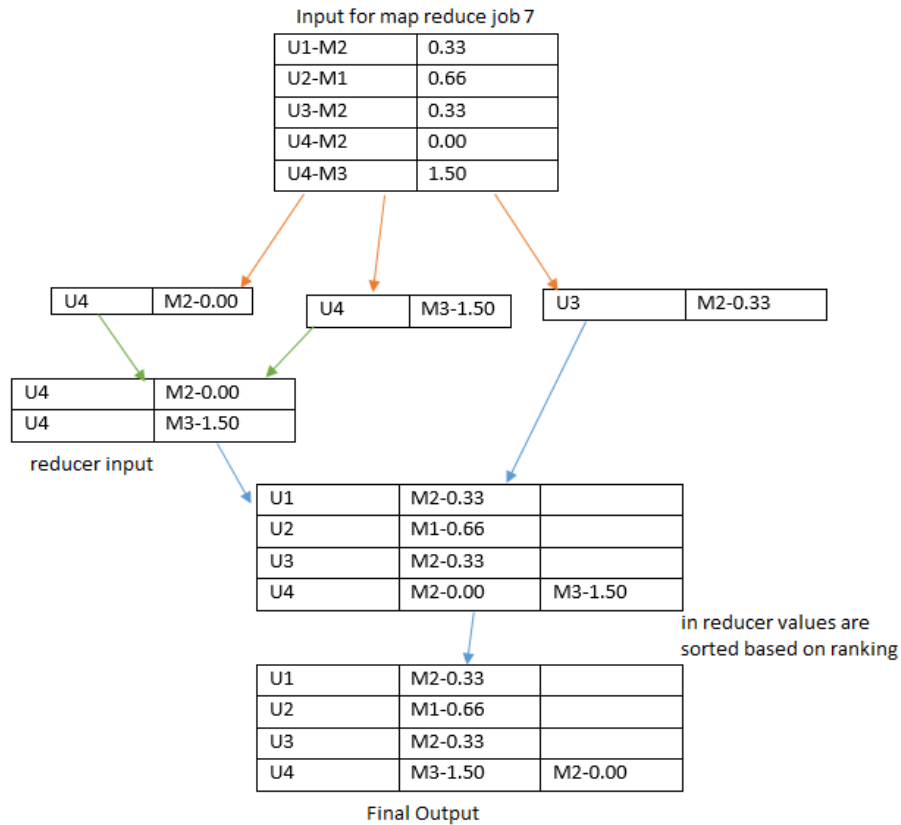 Input for map reduce job 7
U1-M2 0.33
U2-M1 0.66
U3-M2 0.33
U4-M2 0.00
U4-M3 1.50
U4 M2-0.00
U4 M3-1.50
U3 M2-0.33
U4 M2-0.00
U4 M3-1.50
reducer input
U1 M2-0.33
U2 M1-0.66
U3 M2-0.33
U4 M2-0.00 M3-1.50
in reducer values are
sorted based on ranking
U1 M2-0.33
U2 M1-0.66
U3 M2-0.33
U4 M3-1.50 M2-0.00
Final Output